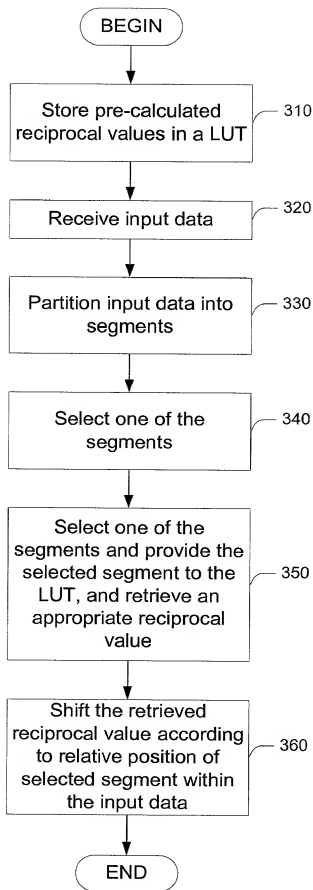 BEGIN
Store pre-calculated
reciprocal values in a LUT
310
Receive input data
320
Partition input data into
segments
330
Select one of the
segments
340
Select one of the
segments and provide the
selected segment to the
LUT, and retrieve an
appropriate reciprocal
value
350
Shift the retrieved
reciprocal value according
to relative position of
selected segment within
the input data
360
END